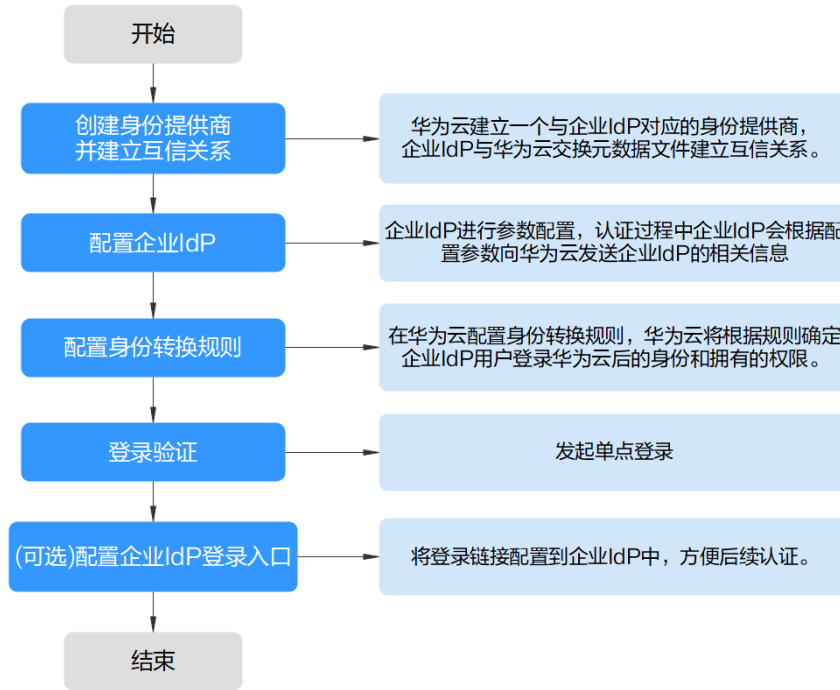 开始
创建身份提供商
并建立互信关系
华为云建立一个与企业IdP对应的身份提供商，
企业IdP与华为云交换元数据文件建立互信关系。
配置企业IdP
企业IdP进行参数配置，认证过程中企业IdP会根据配
置参数向华为云发送企业IdP的相关信息
配置身份转换规则
在华为云配置身份转换规则，华为云将根据规则确定
企业IdP用户登录华为云后的身份和拥有的权限。
登录验证
发起单点登录
(可选)配置企业IdP登录入口
将登录链接配置到企业IdP中，方便后续认证。
结束